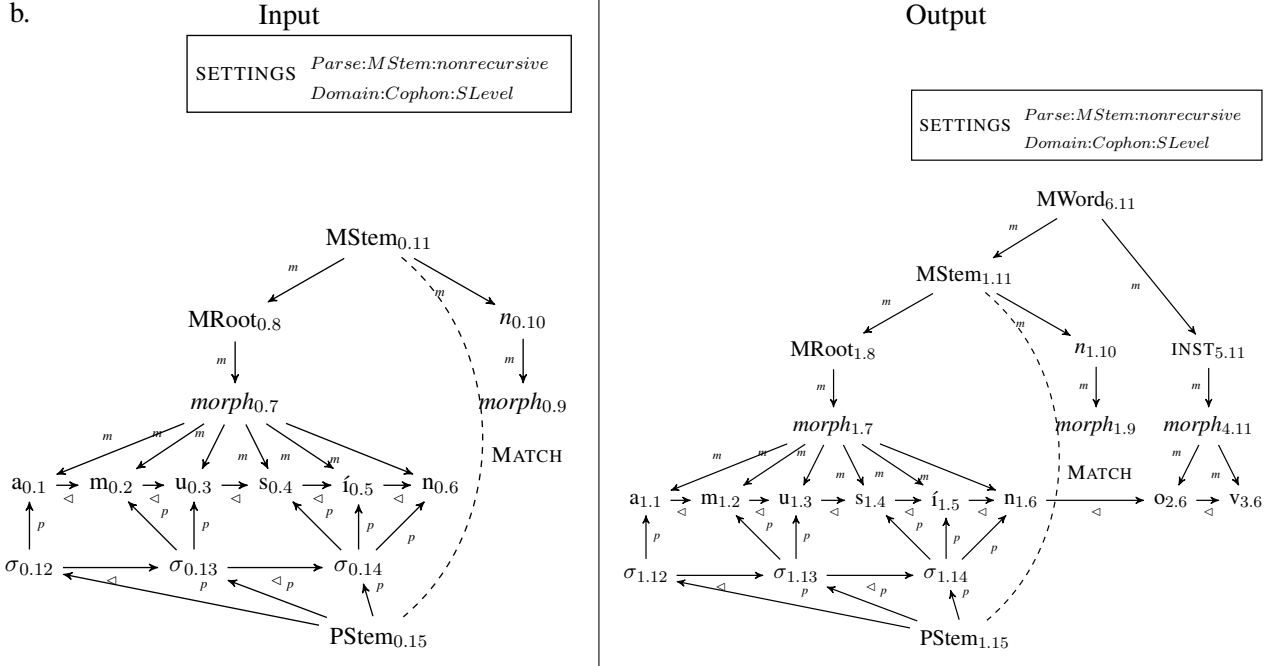 b.
Input
SETTINGS
Parse:MStem:nonrecursive
Domain:Cophon:SLevel
MStem0.11
m
m
MRoot0.8
n0.10
m
m
morph0.7
morph0.9
m m m m m m
MATCH
a0.1 m0.2 u0.3 s0.4 í0.5 n0.6
◁ ◁ ◁ ◁ ◁
p p p p p p
σ0.12 σ0.13 σ0.14
◁ ◁
p p p
PStem0.15
Output
SETTINGS
Parse:MStem:nonrecursive
Domain:Cophon:SLevel
MWord6.11
m
m
MStem1.11
m
m
MRoot1.8
n1.10
INST5.11
m
m
m
morph1.7
morph1.9
morph4.11
m m m m m m
m m
MATCH
a1.1 m1.2 u1.3 s1.4 í1.5 n1.6 o2.6 v3.6
◁ ◁ ◁ ◁ ◁ ◁ ◁
p p p p p p
σ1.12 σ1.13 σ1.14
◁ ◁
p p p
PStem1.15